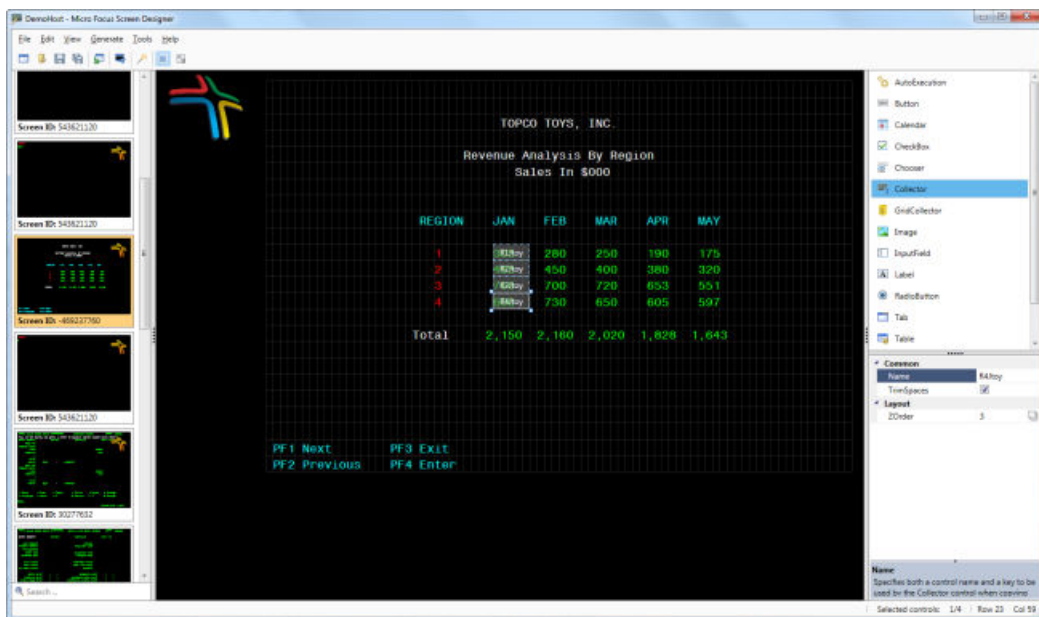 DemoHost - Micro Focus Screen Designer
File Edit View Generate Tools Help
Screen ID: 543621120
Screen ID: 543621120
Screen ID: -469237760
Screen ID: 543621120
Screen ID: 30277652
Search...
TOPCO TOYS, INC.
Revenue Analysis By Region
Sales In $000
REGION JAN FEB MAR APR MAY
1 280 250 190 175
2 450 400 380 320
3 700 720 653 551
4 730 650 605 597
Total 2,150 2,160 2,020 1,828 1,643
PF1 Next PF3 Exit
PF2 Previous PF4 Enter
AutoExecution
Button
Calendar
CheckBox
Chooser
Collector
GridCollector
Image
InputField
Label
RadioButton
Tab
Table
Common
Name
TrimSpaces
Layout
ZOrder 3
Name
Specifies both a control name and a key to be
used by the Collector control when copying
Selected controls: 1/4 Row 23 Col 59